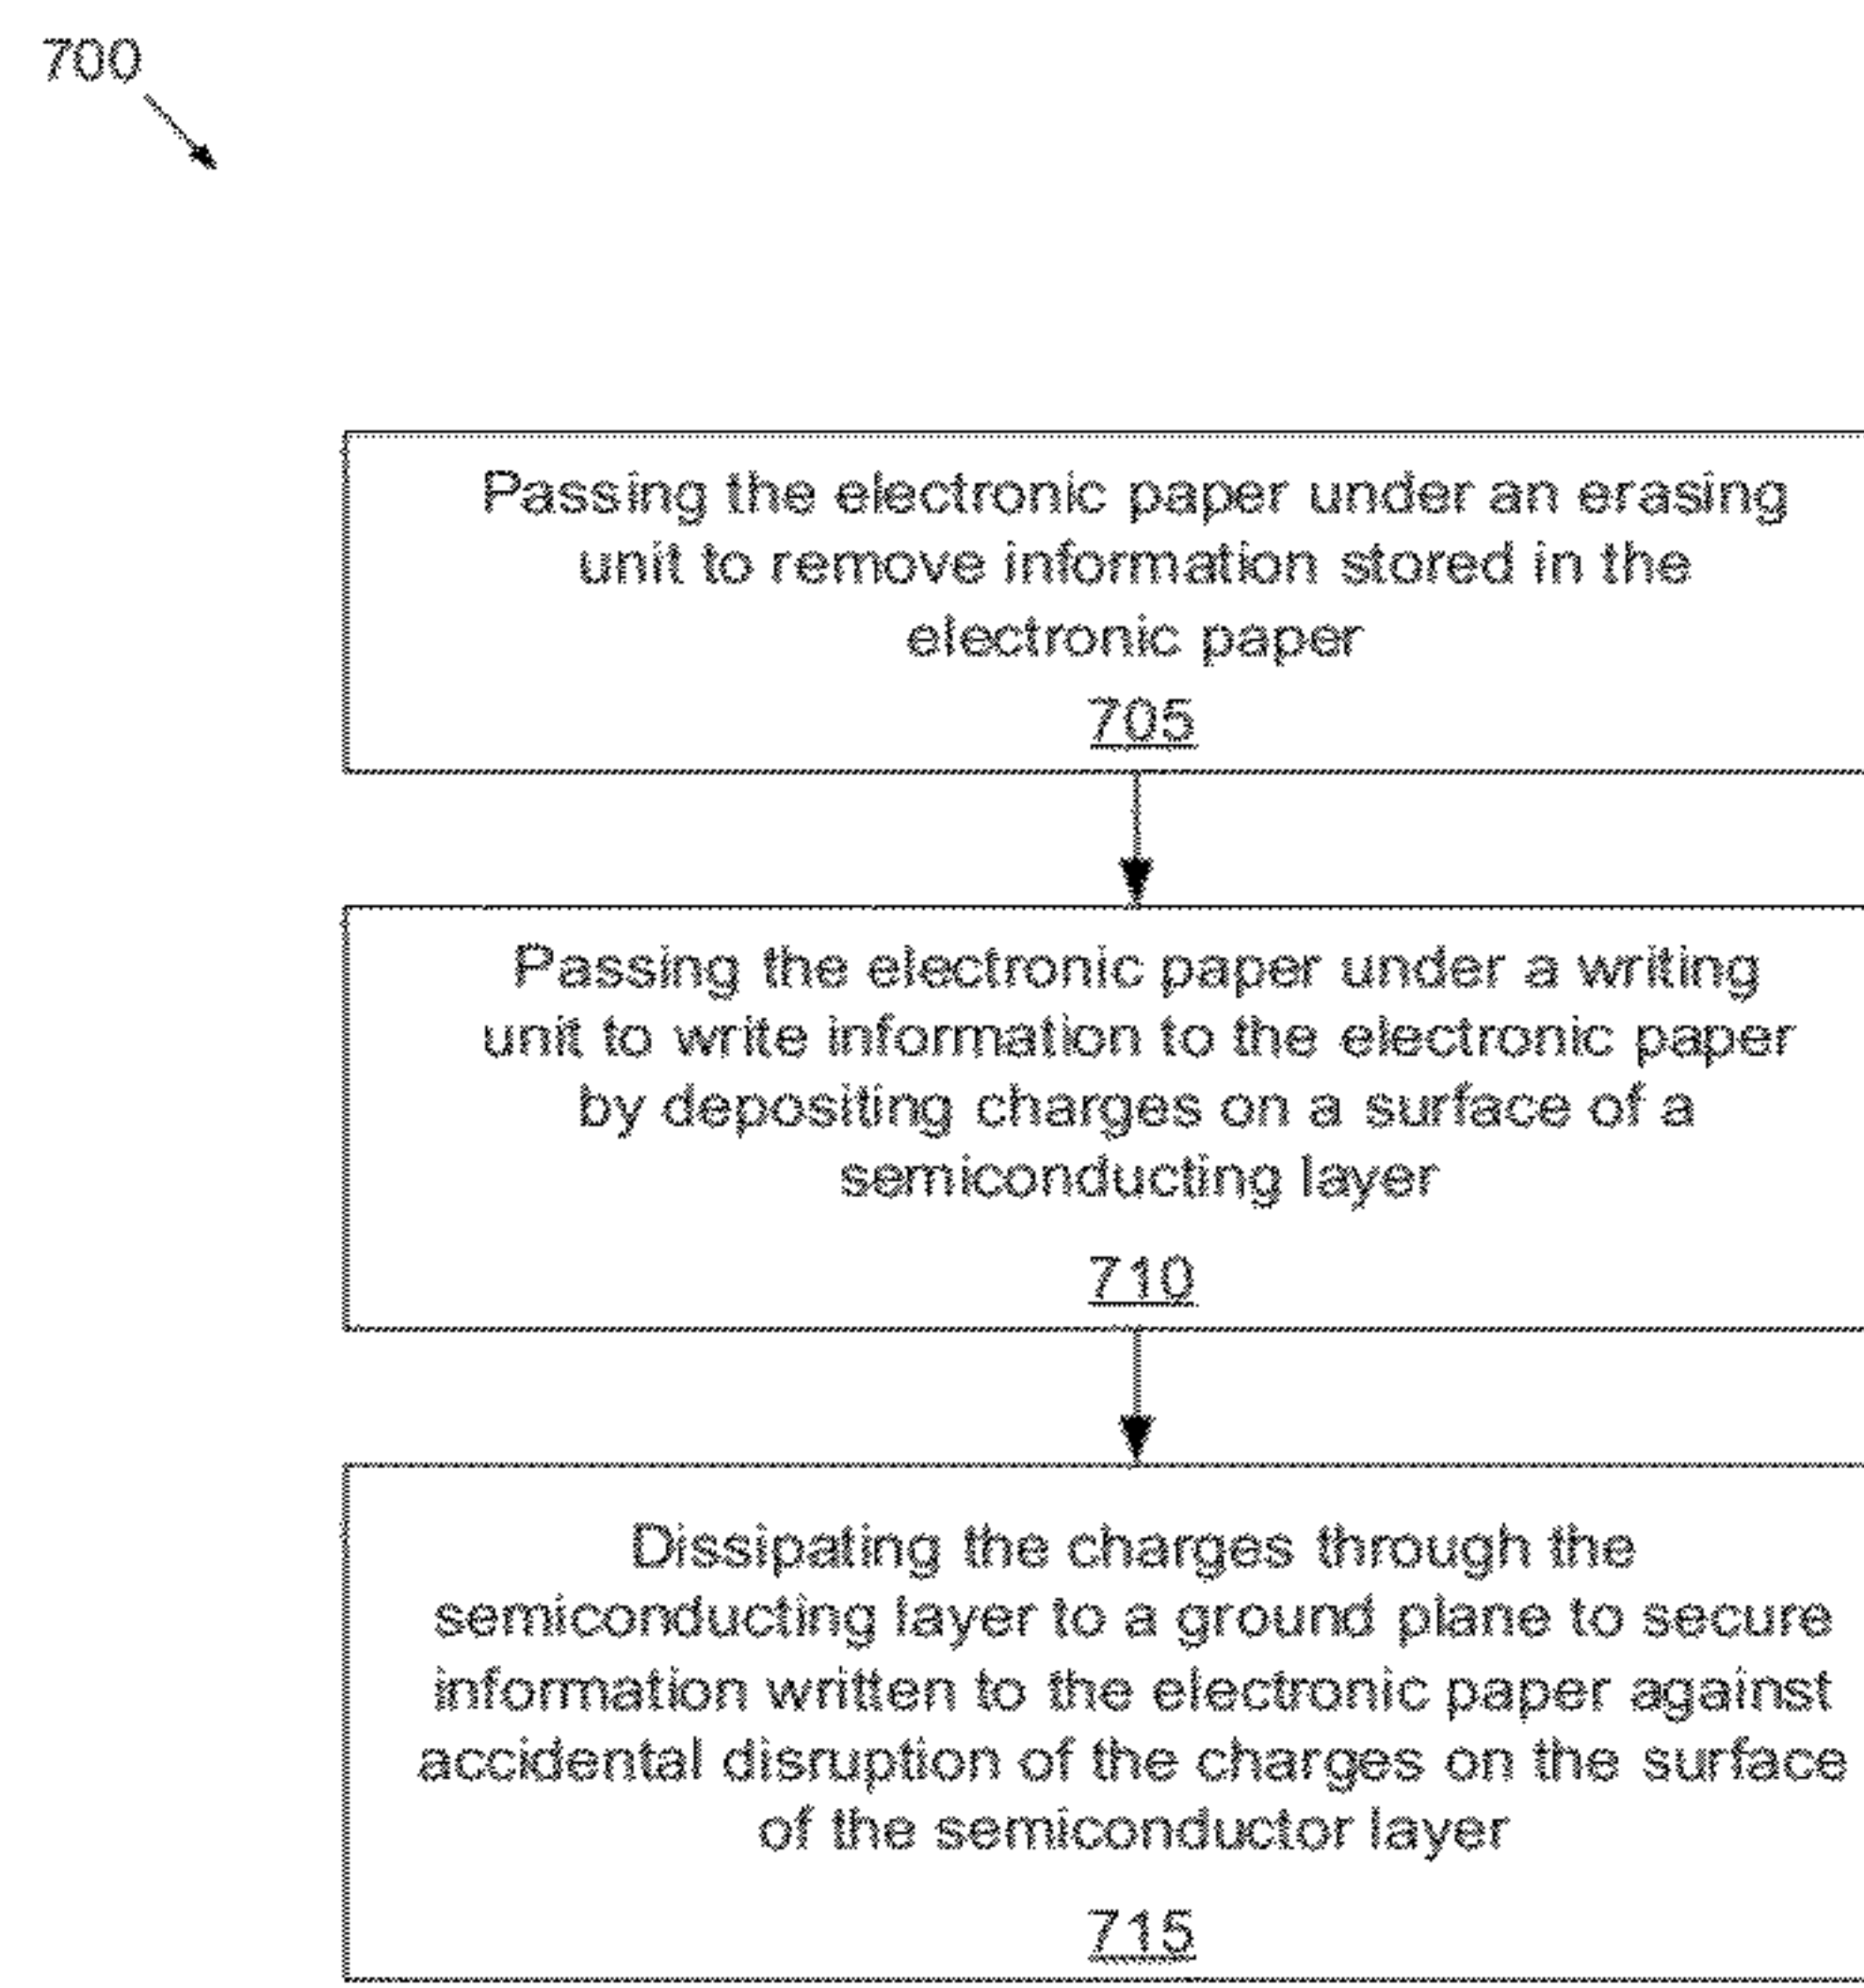 700
Passing the electronic paper under an erasing
unit to remove information stored in the
electronic paper
705
Passing the electronic paper under a writing
unit to write information to the electronic paper
by depositing charges on a surface of a
semiconducting layer
710
Dissipating the charges through the
semiconducting layer to a ground plane to secure
information written to the electronic paper against
accidental disruption of the charges on the surface
of the semiconductor layer
715